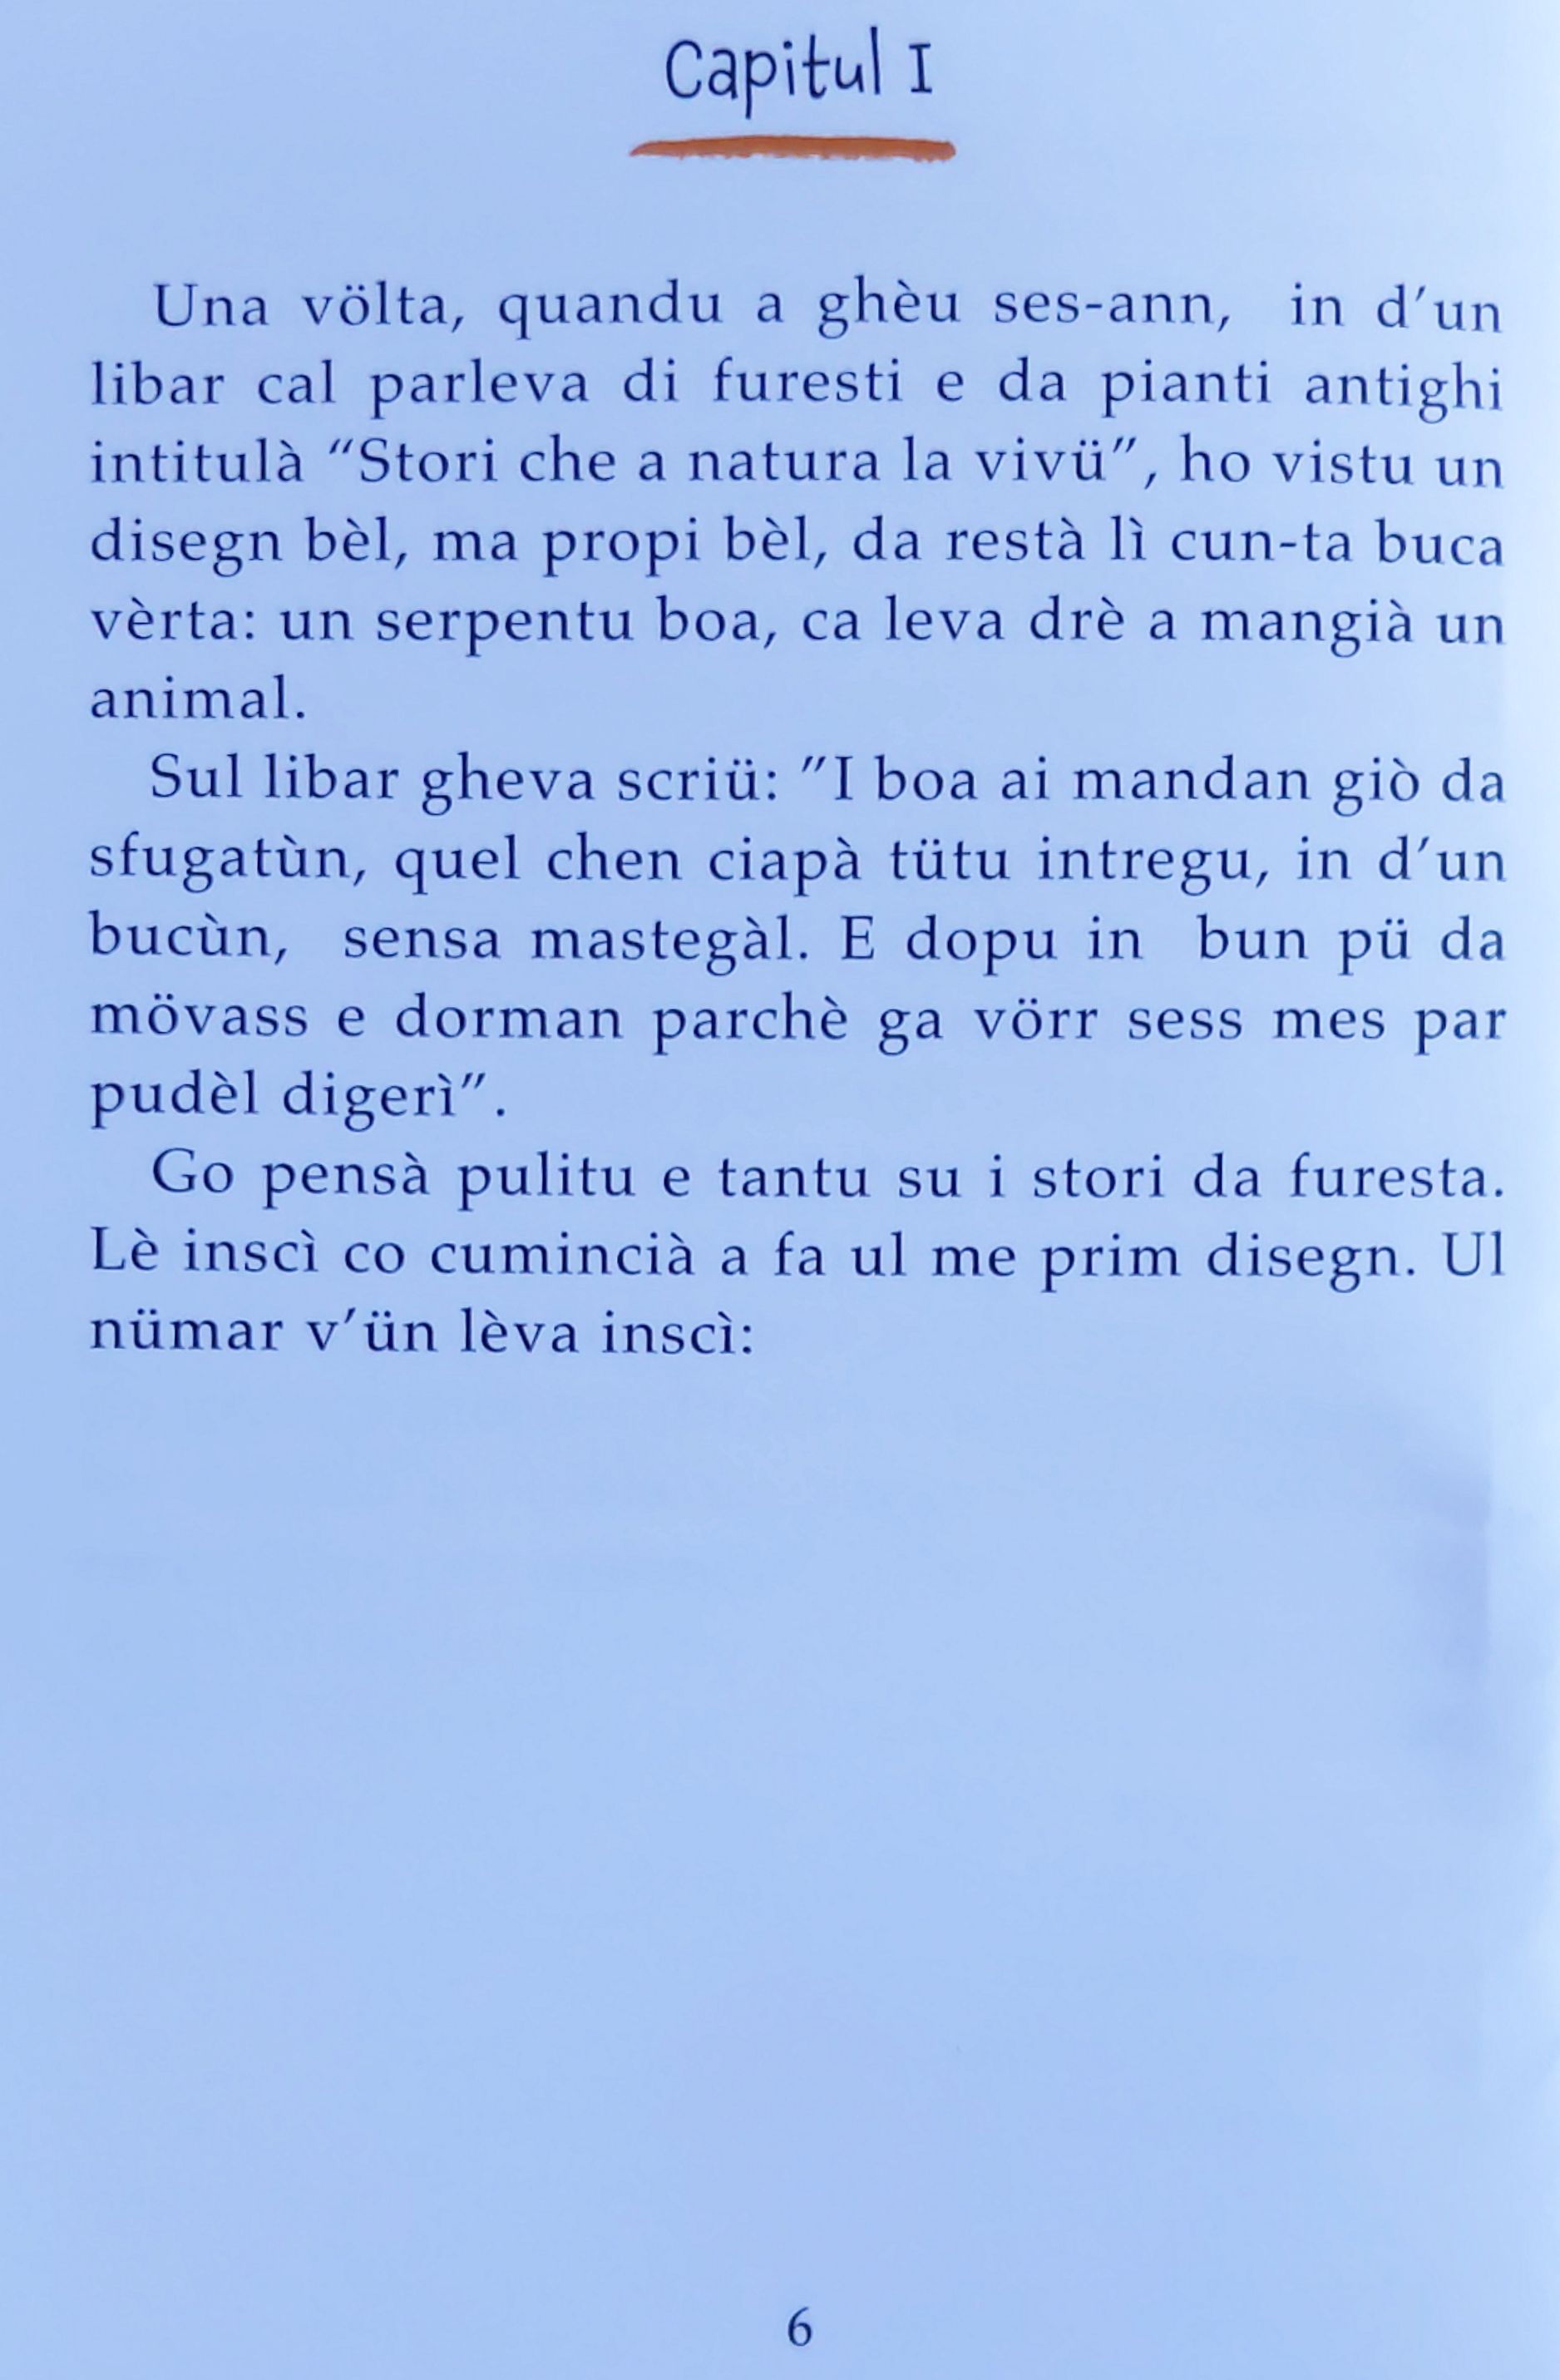 Capitul I
Una völta, quandu a ghèu ses-ann, in d'un
libar cal parleva di furesti e da pianti antighi
intitulà "Stori che a natura la vivü", ho vistu un
disegn bèl, ma propi bèl, da restà lì cun-ta buca
vèrta: un serpentu boa, ca leva drè a mangià un
animal.
Sul libar gheva scriü: "I boa ai mandan giò da
sfugatùn, quel chen ciapà tütu intregu, in d'un
bucùn, sensa mastegàl. E dopu in bun pü da
mövass e dorman parchè ga vörr sess mes par
pudèl digerì".
Go pensà pulitu e tantu su i stori da furesta.
Lè inscì co cumincià a fa ul me prim disegn. Ul
nümar v'ün lèva inscì:
6